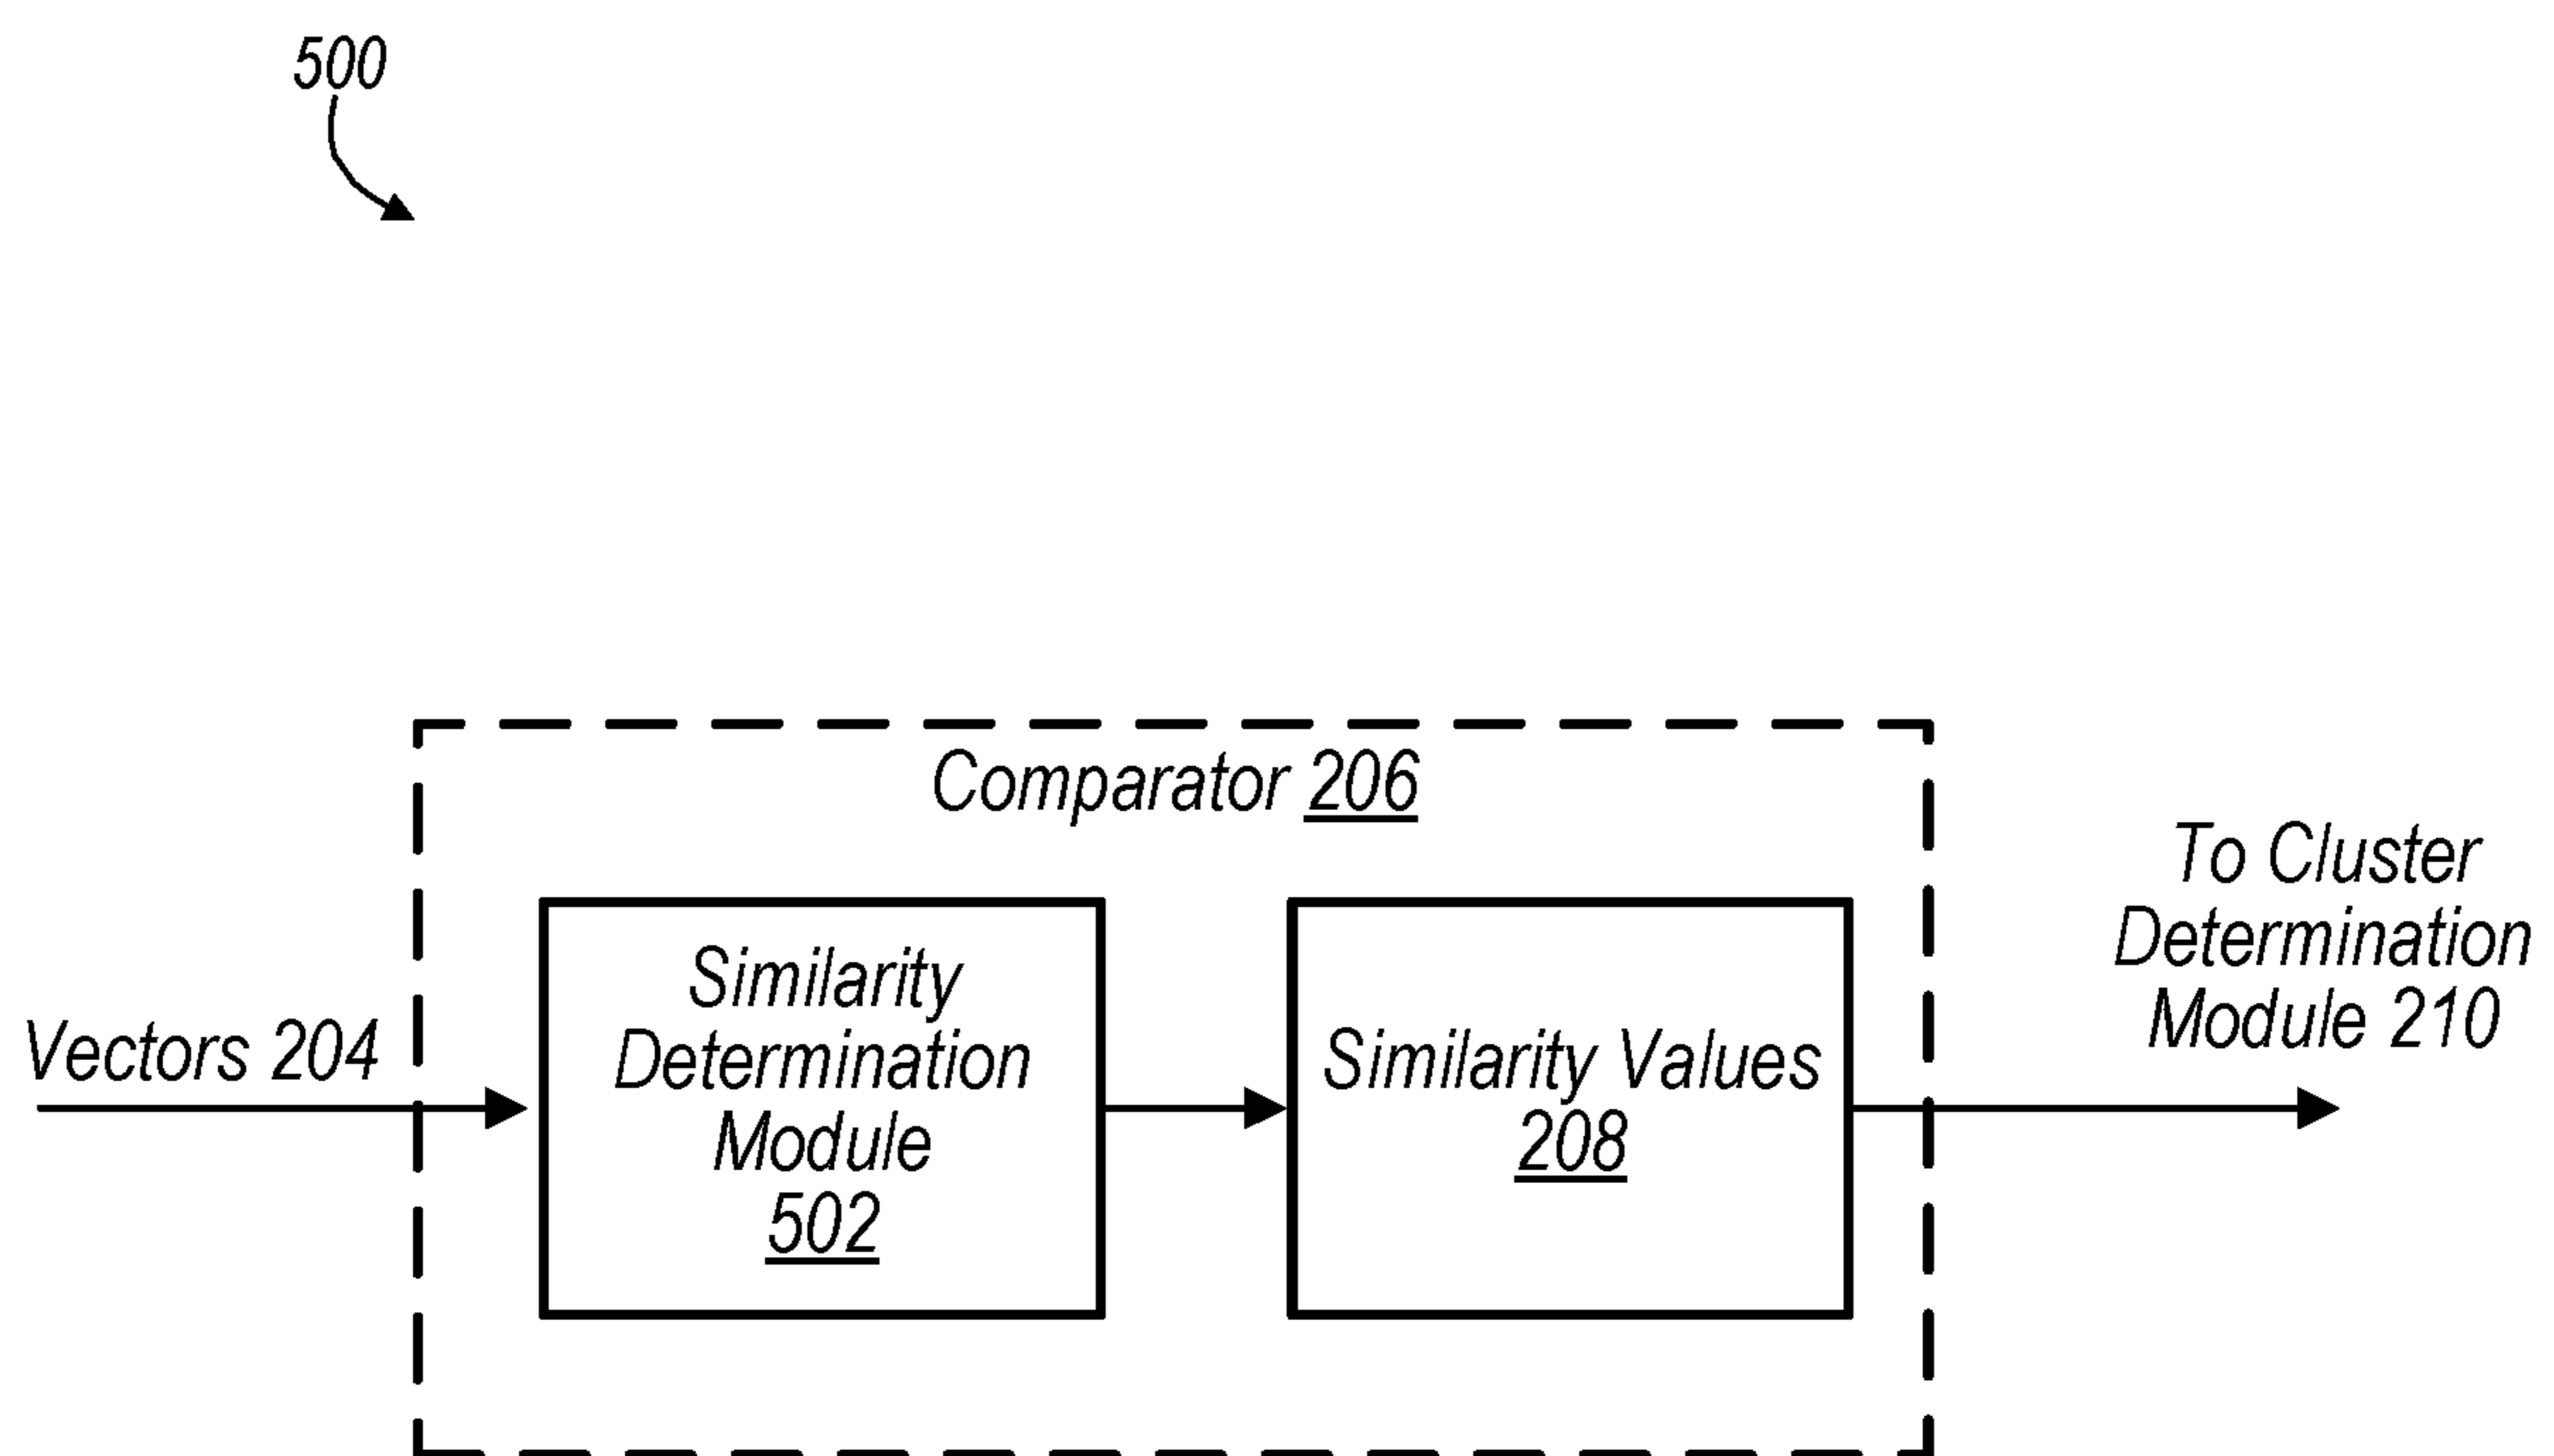 500
Comparator 206
Vectors 204
Similarity
Determination
Module
502
Similarity Values
208
To Cluster
Determination
Module 210